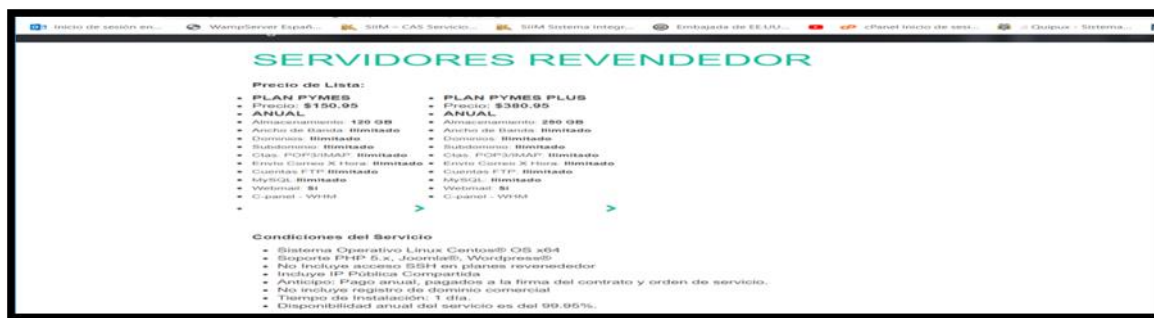 Inicio de sesión en...
WampServer Españ...
SIIM – CAS Servicio...
SIIM Sistema Integr...
Embajada de EE.UU...
cPanel inicio de sesi...
.: Quipux - Sistema...
SERVIDORES REVENDEDOR
Precio de Lista:
PLAN PYMES
Precio: $150.95
ANUAL
Almacenamiento: 120 GB
Ancho de Banda: Ilimitado
Dominios: Ilimitado
Subdominio: Ilimitado
Ctas. POP3/IMAP: Ilimitado
Envío Correo X Hora: Ilimitado
Cuentas FTP: Ilimitado
MySQL: Ilimitado
Webmail: Si
C-panel - WHM
PLAN PYMES PLUS
Precio: $380.95
ANUAL
Almacenamiento: 250 GB
Ancho de Banda: Ilimitado
Dominios: Ilimitado
Subdominio: Ilimitado
Ctas. POP3/IMAP: Ilimitado
Envío Correo X Hora: Ilimitado
Cuentas FTP: Ilimitado
MySQL: Ilimitado
Webmail: Si
C-panel - WHM
Condiciones del Servicio
Sistema Operativo Linux Centos® OS x64
Soporte PHP 5.x, Joomla®, Wordpress®
No Incluye acceso SSH en planes revenededor
Incluye IP Pública Compartida
Anticipo: Pago anual, pagados a la firma del contrato y orden de servicio.
No incluye registro de dominio comercial
Tiempo de Instalación: 1 día.
Disponibilidad anual del servicio es del 99.95%.